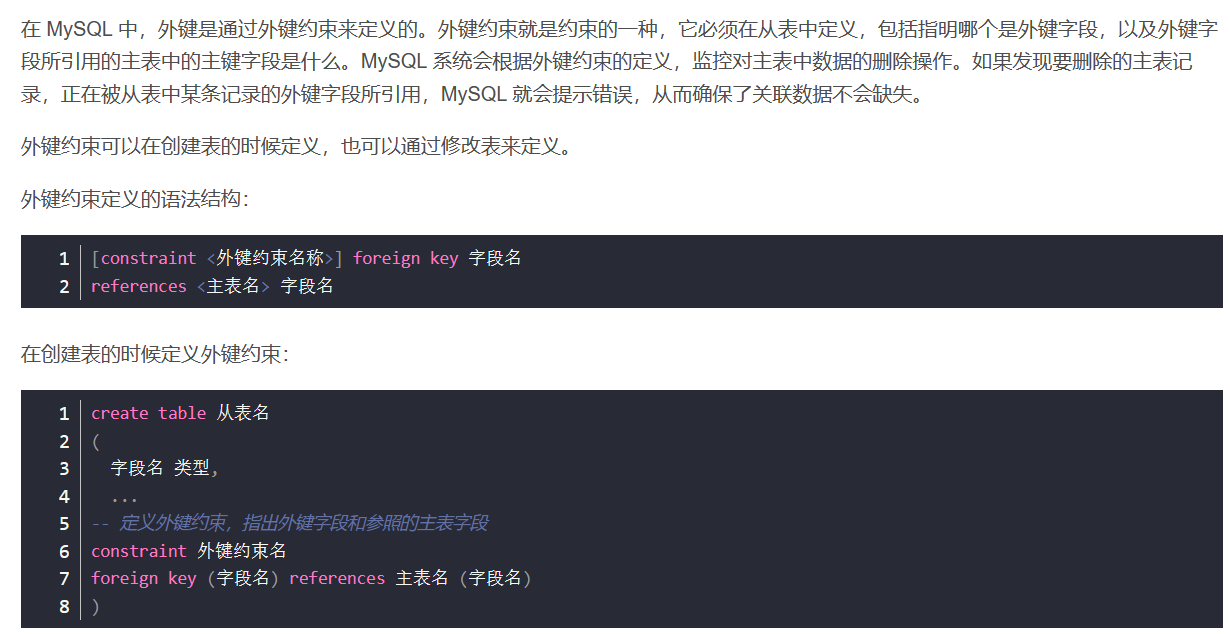 在 MySQL 中，外键是通过外键约束来定义的。外键约束就是约束的一种，它必须在从表中定义，包括指明哪个是外键字段，以及外键字
段所引用的主表中的主键字段是什么。MySQL 系统会根据外键约束的定义，监控对主表中数据的删除操作。如果发现要删除的主表记
录，正在被从表中某条记录的外键字段所引用，MySQL 就会提示错误，从而确保了关联数据不会缺失。
外键约束可以在创建表的时候定义，也可以通过修改表来定义。
外键约束定义的语法结构：
1 [constraint <外键约束名称>] foreign key 字段名
2 references <主表名> 字段名
在创建表的时候定义外键约束：
1 create table 从表名
2 (
3   字段名 类型,
4   ...
5 -- 定义外键约束，指出外键字段和参照的主表字段
6 constraint 外键约束名
7 foreign key (字段名) references 主表名 (字段名)
8 )